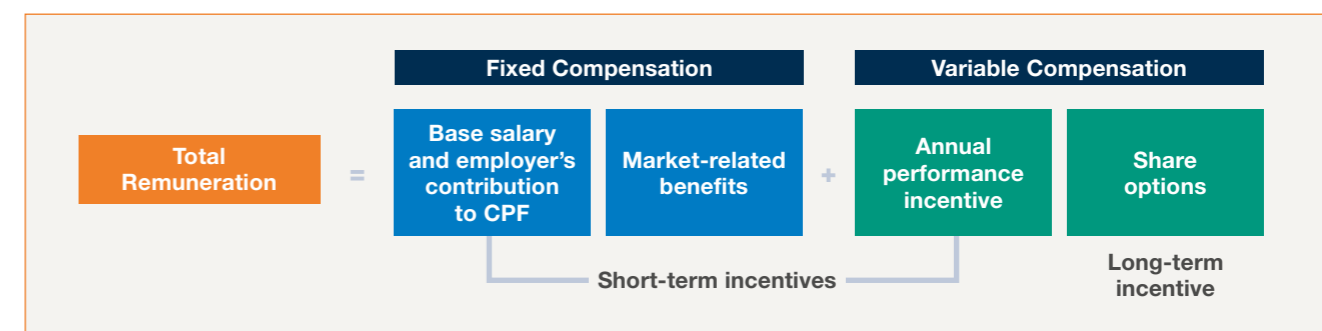 Fixed Compensation
Variable Compensation
Total
Remuneration
=
Base salary
and employer's
contribution
to CPF
Market-related
benefits
+
Annual
performance
incentive
Share
options
Short-term incentives
Long-term
incentive